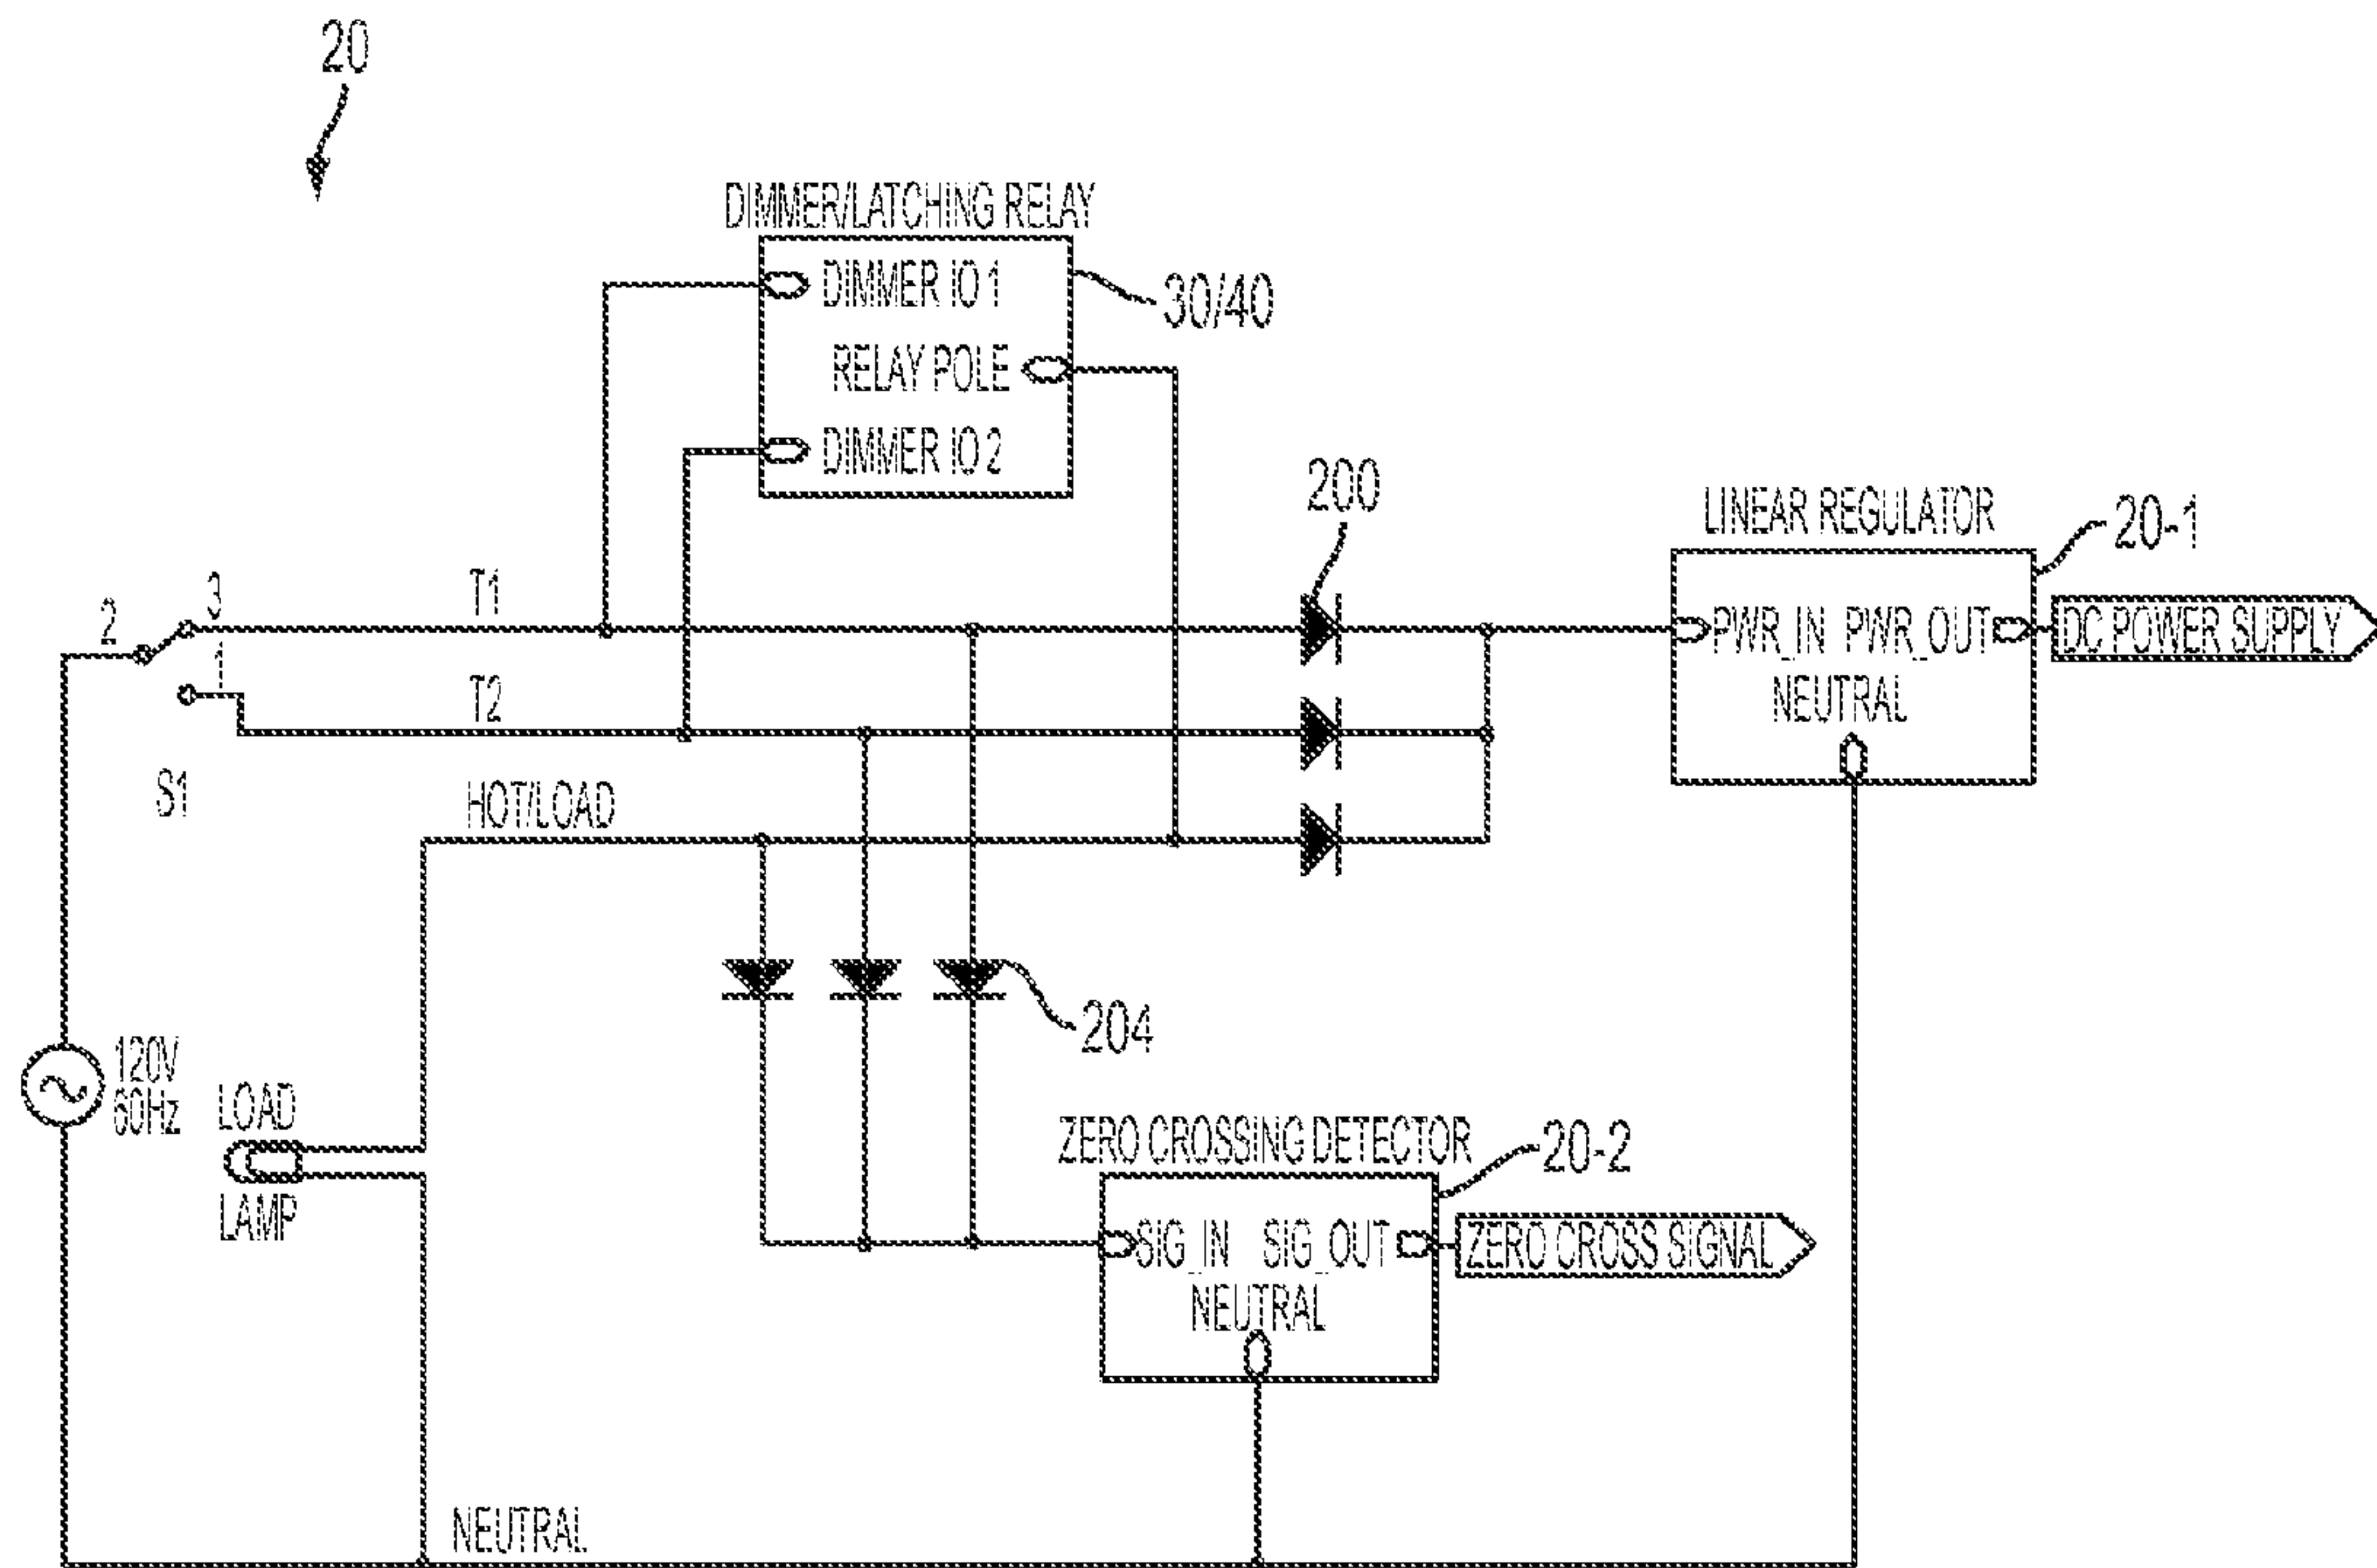 20
DIMMER/LATCHING RELAY
DIMMER IO 1
30/40
RELAY POLE
DIMMER IO 2
200
LINEAR REGULATOR
20-1
PWR_IN PWR_OUT
DC POWER SUPPLY
NEUTRAL
2
3
1
T1
T2
S1
HOT/LOAD
204
120V
60Hz
LOAD
LAMP
ZERO CROSSING DETECTOR
20-2
SIG_IN SIG_OUT
ZERO CROSS SIGNAL
NEUTRAL
NEUTRAL